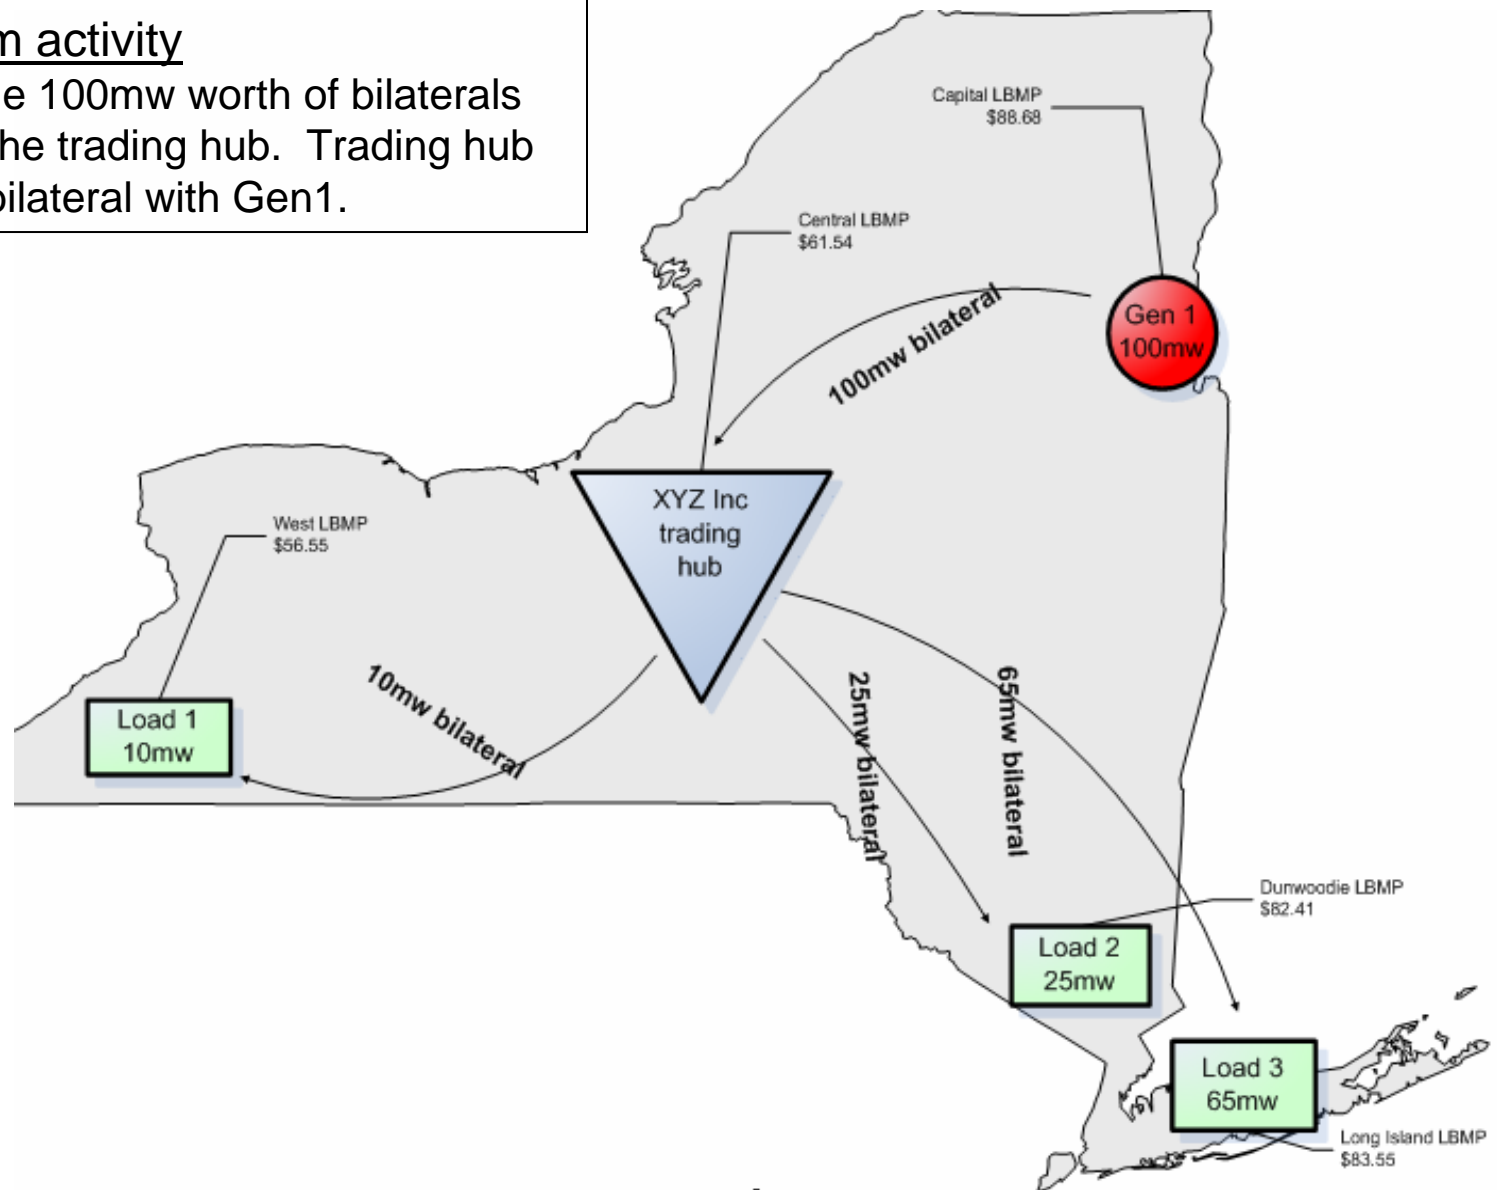 m activity
e 100mw worth of bilaterals
he trading hub.  Trading hub
bilateral with Gen1.
Capital LBMP
$88.68
Central LBMP
$61.54
Gen 1
100mw
100mw bilateral
XYZ Inc
trading
hub
West LBMP
$56.55
10mw bilateral
25mw bilateral
65mw bilateral
Load 1
10mw
Dunwoodie LBMP
$82.41
Load 2
25mw
Load 3
65mw
Long Island LBMP
$83.55